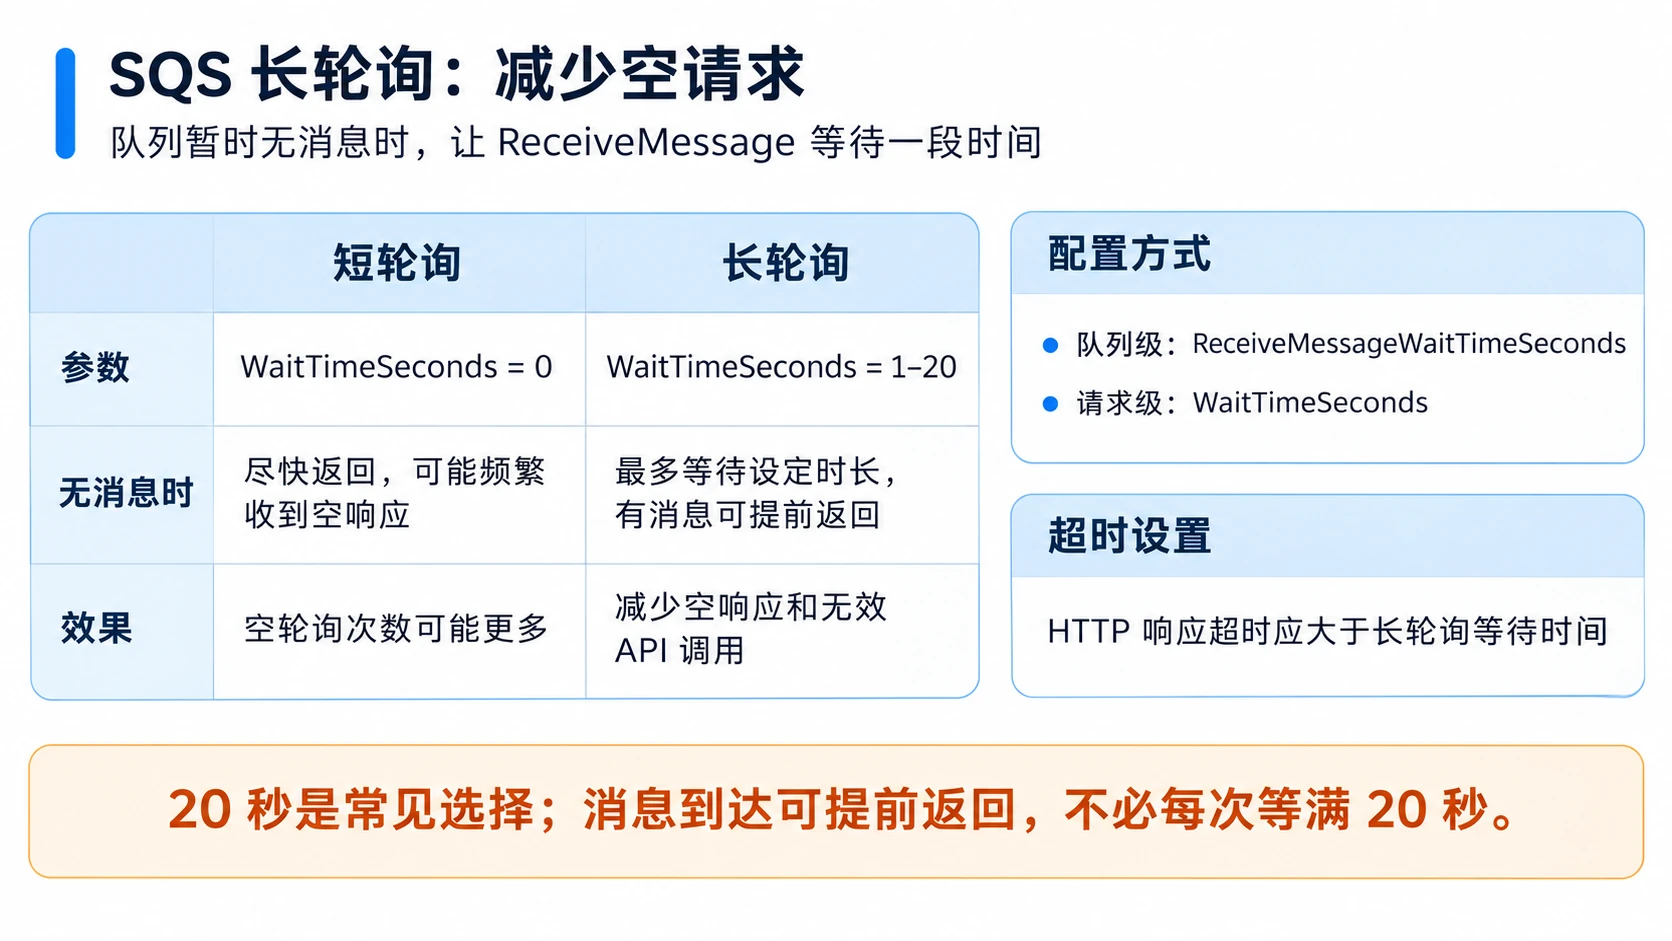 SQS 长轮询：减少空请求
队列暂时无消息时，让 ReceiveMessage 等待一段时间
短轮询
长轮询
参数
WaitTimeSeconds = 0
WaitTimeSeconds = 1–20
无消息时
尽快返回，可能频繁
收到空响应
最多等待设定时长，
有消息可提前返回
效果
空轮询次数可能更多
减少空响应和无效
API 调用
配置方式
队列级：ReceiveMessageWaitTimeSeconds
请求级：WaitTimeSeconds
超时设置
HTTP 响应超时应大于长轮询等待时间
20 秒是常见选择；消息到达可提前返回，不必每次等满 20 秒。